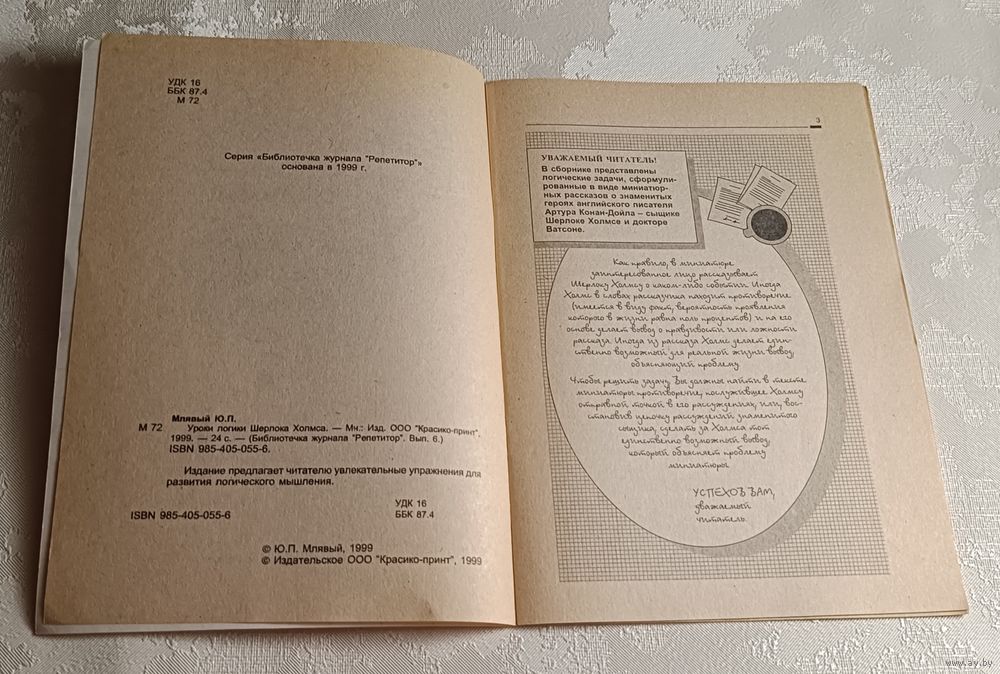 УДК 16
ББК 87.4
М 72
Серия «Библиотечка журнала "Репетитор"»
основана в 1999 г.
Млявый Ю.П.
М 72
Уроки логики Шерлока Холмса. — Мн.: Изд. ООО "Красико-принт",
1999. — 24 с. — (Библиотечка журнала "Репетитор". Вып. 6.)
ISBN 985-405-055-6.
Издание предлагает читателю увлекательные упражнения для
развития логического мышления.
УДК 16
ББК 87.4
ISBN 985-405-055-6
© Ю.П. Млявый, 1999
© Издательское ООО "Красико-принт", 1999
3
УВАЖАЕМЫЙ ЧИТАТЕЛЬ!
В сборнике представлены
логические задачи, сформули-
рованные в виде миниатюр-
ных рассказов о знаменитых
героях английского писателя
Артура Конан-Дойла – сыщике
Шерлоке Холмсе и докторе
Ватсоне.
Как правило, в миниатюре
заинтересованное лицо рассказывает
Шерлоку Холмсу о каком-либо событии. Иногда
Холмс в словах рассказчика находит противоречие
(имеется в виду факт, вероятность проявления
которого в жизни равна ноль процентов) и на его
основе делает вывод о правдивости или ложности
рассказа. Иногда из рассказа Холмс делает един-
ственно возможный для реальной жизни вывод,
объясняющий проблему.
Чтобы решить задачу, Вы должны найти в тексте
миниатюры противоречие, послужившее Холмсу
отправной точкой в его рассуждениях, или, вос-
становив цепочку рассуждений знаменитого
сыщика, сделать за Холмса тот
единственно возможный вывод,
который объясняет проблему
миниатюры.
УСПЕХОВ ВАМ,
уважаемый
читатель.
www.ay.by